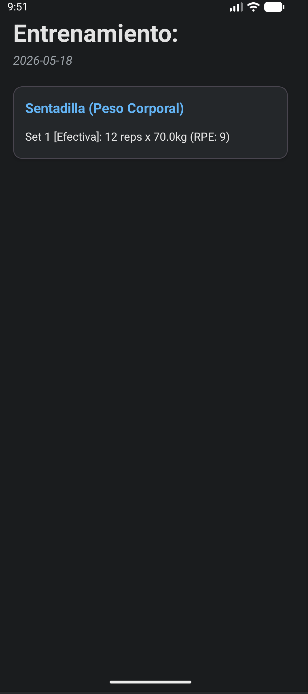 9:51
Entrenamiento:
2026-05-18
Sentadilla (Peso Corporal)
Set 1 [Efectiva]: 12 reps x 70.0kg (RPE: 9)